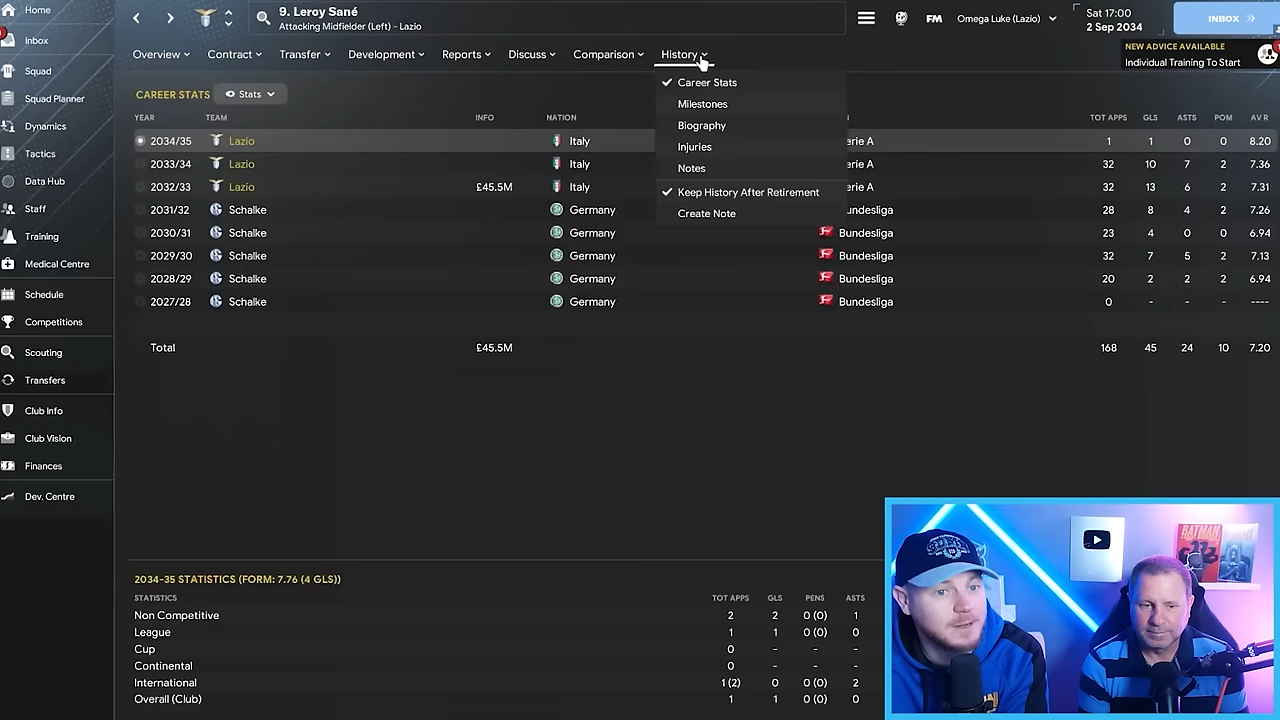 Home
Inbox
Squad
Squad Planner
Dynamics
Tactics
Data Hub
Staff
Training
Medical Centre
Schedule
Competitions
Scouting
Transfers
Club Info
Club Vision
Finances
Dev. Centre
9. Leroy Sané
Attacking Midfielder (Left) - Lazio
FM
Omega Luke (Lazio)
Sat 17:00
2 Sep 2034
INBOX
NEW ADVICE AVAILABLE
Individual Training To Start
Overview Contract Transfer Development Reports Discuss Comparison History
Career Stats
Milestones
Biography
Injuries
Notes
Keep History After Retirement
Create Note
CAREER STATS Stats
YEAR TEAM INFO NATION TOT APPS GLS ASTS POM AV R
2034/35 Lazio Italy erie A 1 1 0 0 8.20
2033/34 Lazio Italy erie A 32 10 7 2 7.36
2032/33 Lazio £45.5M Italy erie A 32 13 6 2 7.31
2031/32 Schalke Germany undesliga 28 8 4 2 7.26
2030/31 Schalke Germany Bundesliga 23 4 0 0 6.94
2029/30 Schalke Germany Bundesliga 32 7 5 2 7.13
2028/29 Schalke Germany Bundesliga 20 2 2 2 6.94
2027/28 Schalke Germany Bundesliga 0 - - - ----
Total £45.5M 168 45 24 10 7.20
2034-35 STATISTICS (FORM: 7.76 (4 GLS))
STATISTICS TOT APPS GLS PENS ASTS
Non Competitive 2 2 0 (0) 1
League 1 1 0 (0) 0
Cup 0 - - -
Continental 0 - - -
International 1 (2) 0 0 (0) 2
Overall (Club) 1 1 0 (0) 0
BATMAN